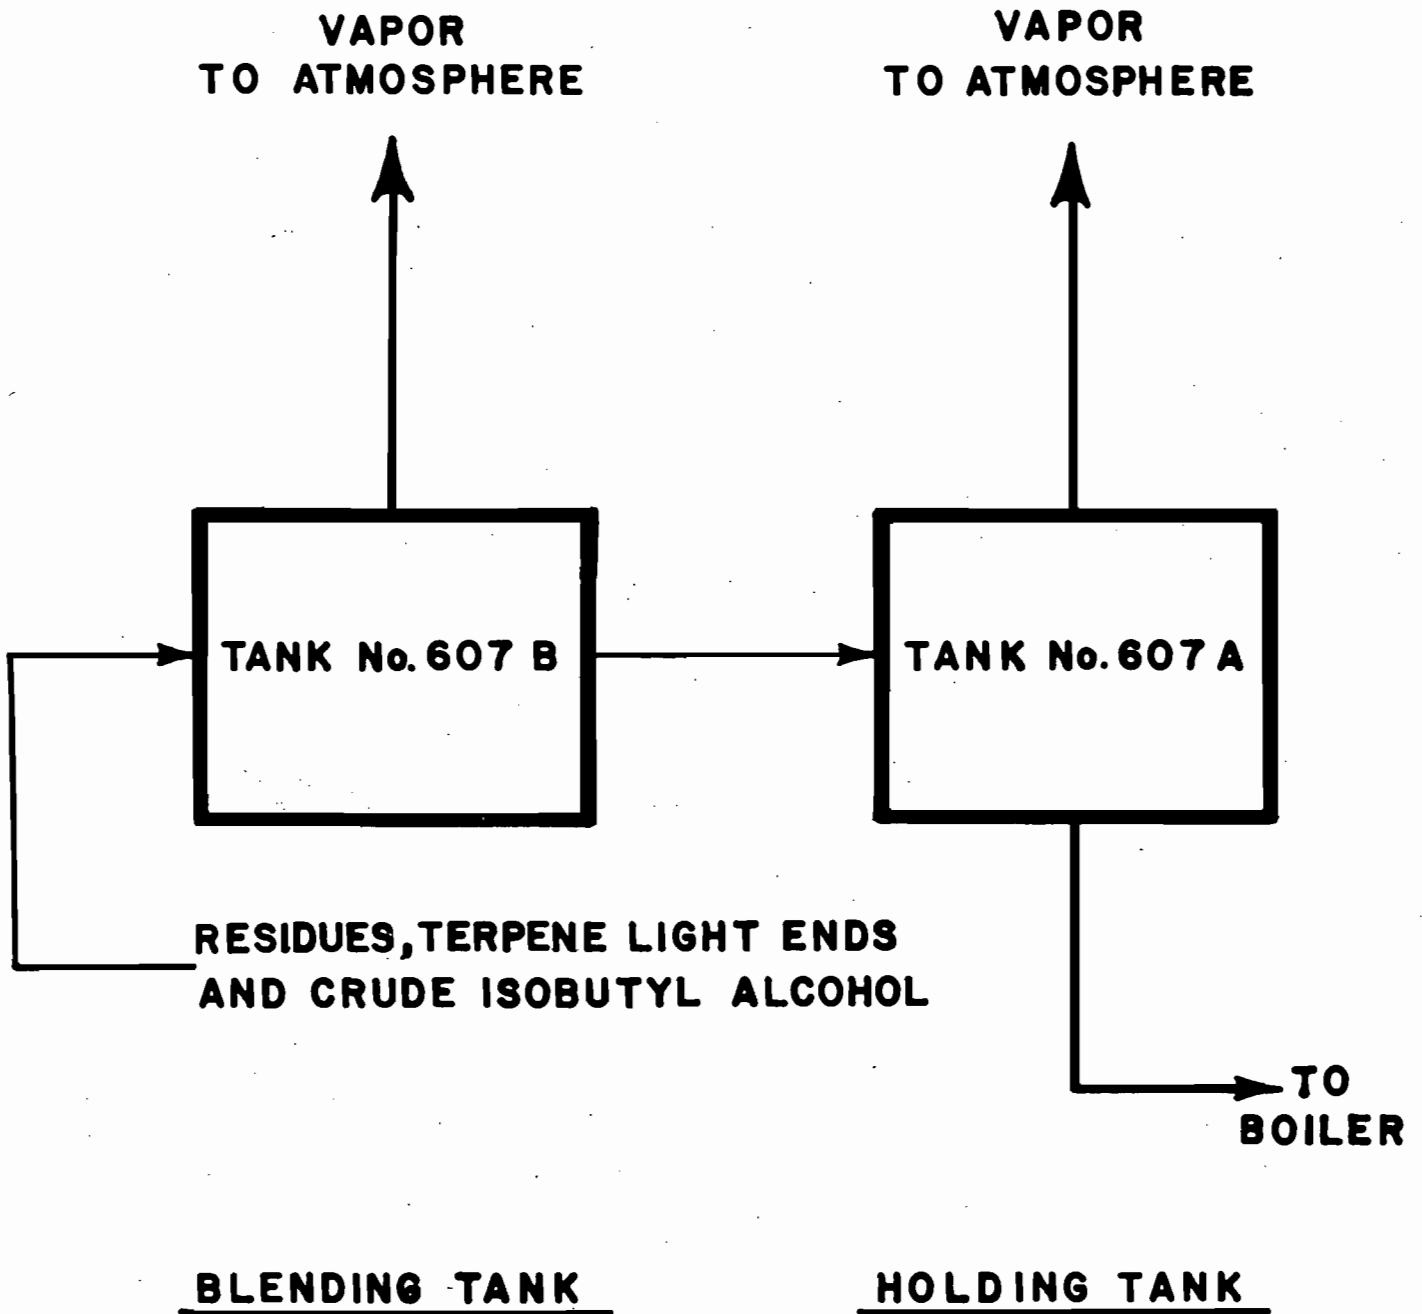 VAPOR
TO ATMOSPHERE
VAPOR
TO ATMOSPHERE
TANK No. 607 B
TANK No. 607 A
RESIDUES, TERPENE LIGHT ENDS
AND CRUDE ISOBUTYL ALCOHOL
TO
BOILER
BLENDING TANK
HOLDING TANK